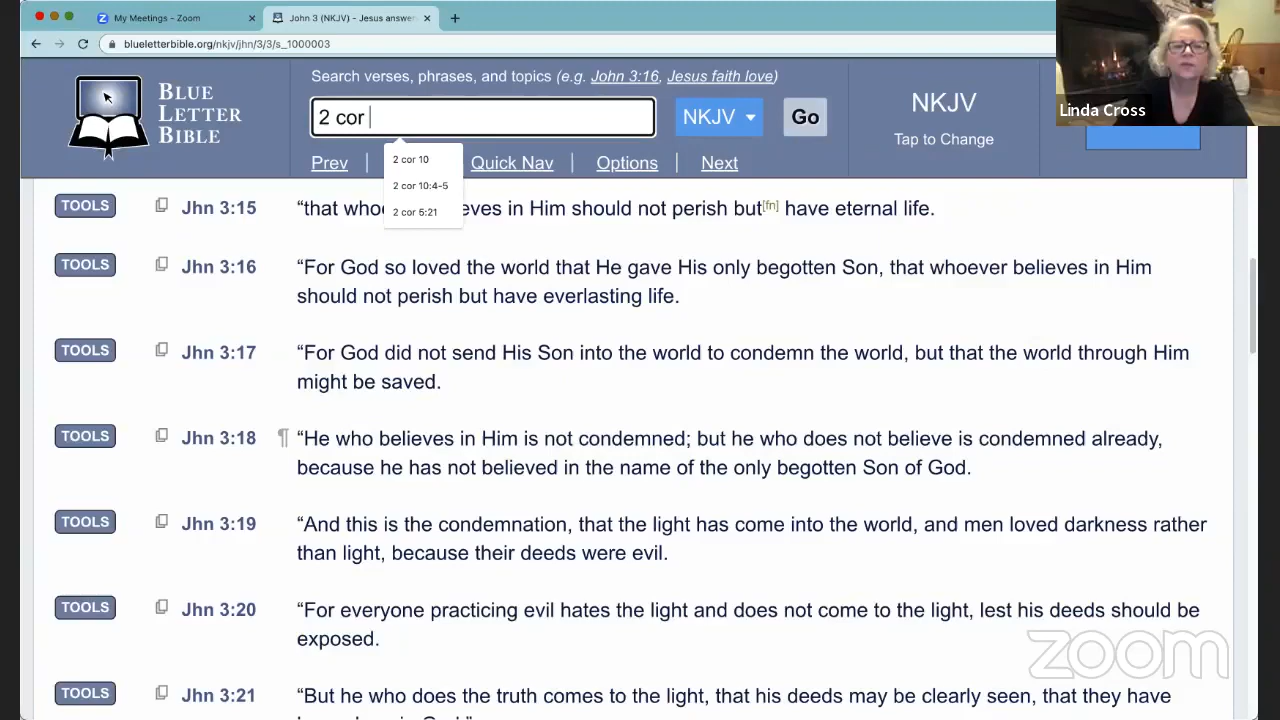 My Meetings - Zoom
John 3 (NKJV) - Jesus answer
blueletterbible.org/nkjv/jhn/3/3/s_1000003
BLUE
LETTER
BIBLE
Search verses, phrases, and topics (e.g. John 3:16, Jesus faith love)
2 cor
NKJV
Go
NKJV
Tap to Change
Linda Cross
Prev
Quick Nav
Options
Next
2 cor 10
2 cor 10:4-5
2 cor 5:21
TOOLS Jhn 3:15 “that who eves in Him should not perish but[fn] have eternal life.
TOOLS Jhn 3:16 “For God so loved the world that He gave His only begotten Son, that whoever believes in Him
should not perish but have everlasting life.
TOOLS Jhn 3:17 “For God did not send His Son into the world to condemn the world, but that the world through Him
might be saved.
TOOLS Jhn 3:18 ¶ “He who believes in Him is not condemned; but he who does not believe is condemned already,
because he has not believed in the name of the only begotten Son of God.
TOOLS Jhn 3:19 “And this is the condemnation, that the light has come into the world, and men loved darkness rather
than light, because their deeds were evil.
TOOLS Jhn 3:20 “For everyone practicing evil hates the light and does not come to the light, lest his deeds should be
exposed.
TOOLS Jhn 3:21 “But he who does the truth comes to the light, that his deeds may be clearly seen, that they have
zoom